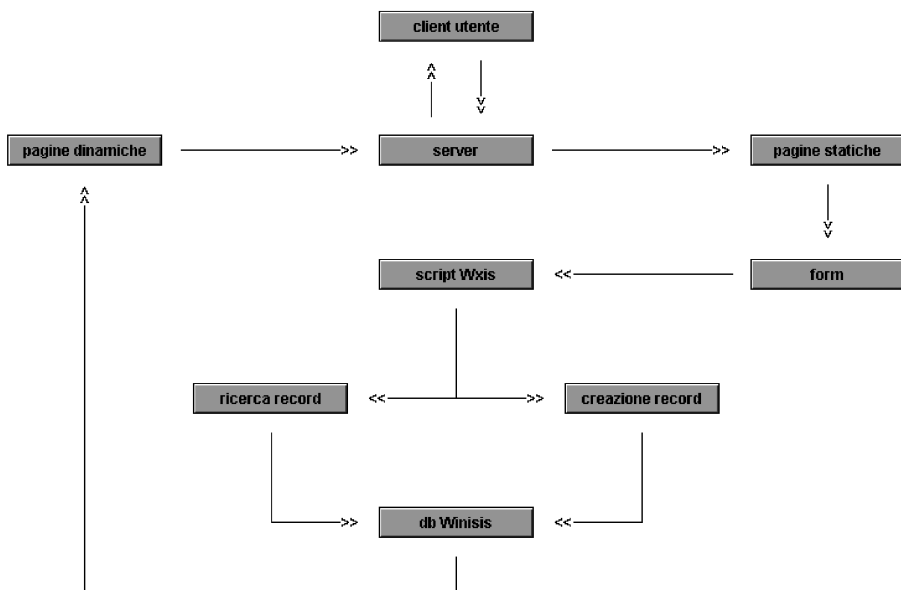 client utente
pagine dinamiche
server
pagine statiche
script Wxis
form
ricerca record
creazione record
db Winisis